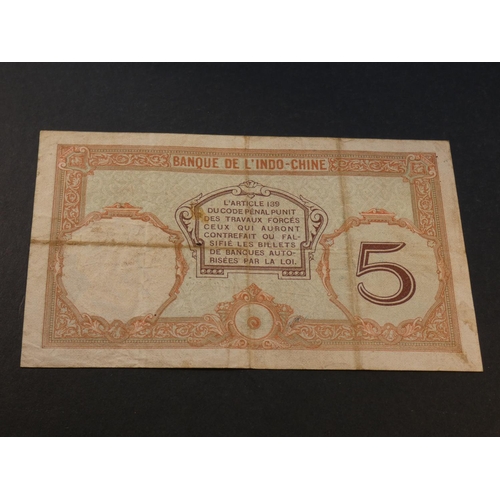 BANQUE DE L'INDO-CHINE
L'ARTICLE 139
DU CODE PÉNAL PUNIT
DES TRAVAUX FORCÉS
CEUX QUI AURONT
CONTREFAIT OU FAL-
SIFIÉ LES BILLETS
DE BANQUES AUTO-
RISÉES PAR LA LOI.
5